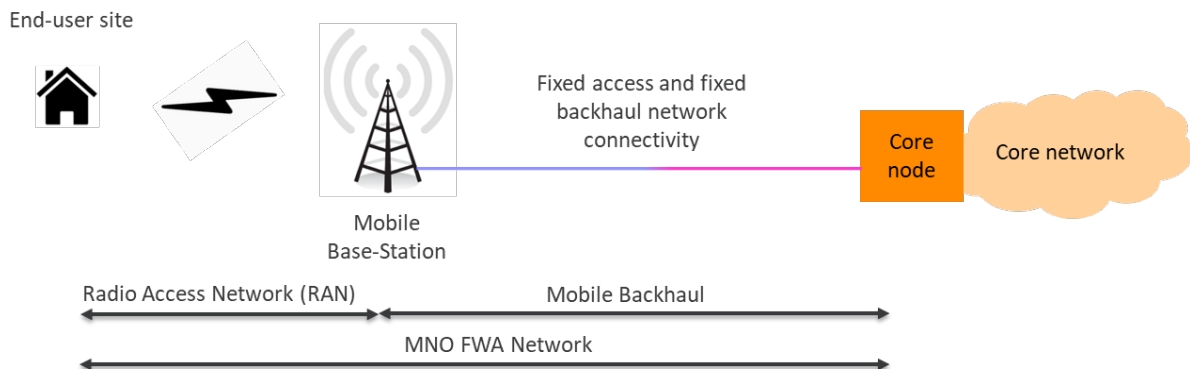 End-user site
Fixed access and fixed
backhaul network
connectivity
Core
node
Core network
Mobile
Base-Station
Radio Access Network (RAN)
Mobile Backhaul
MNO FWA Network